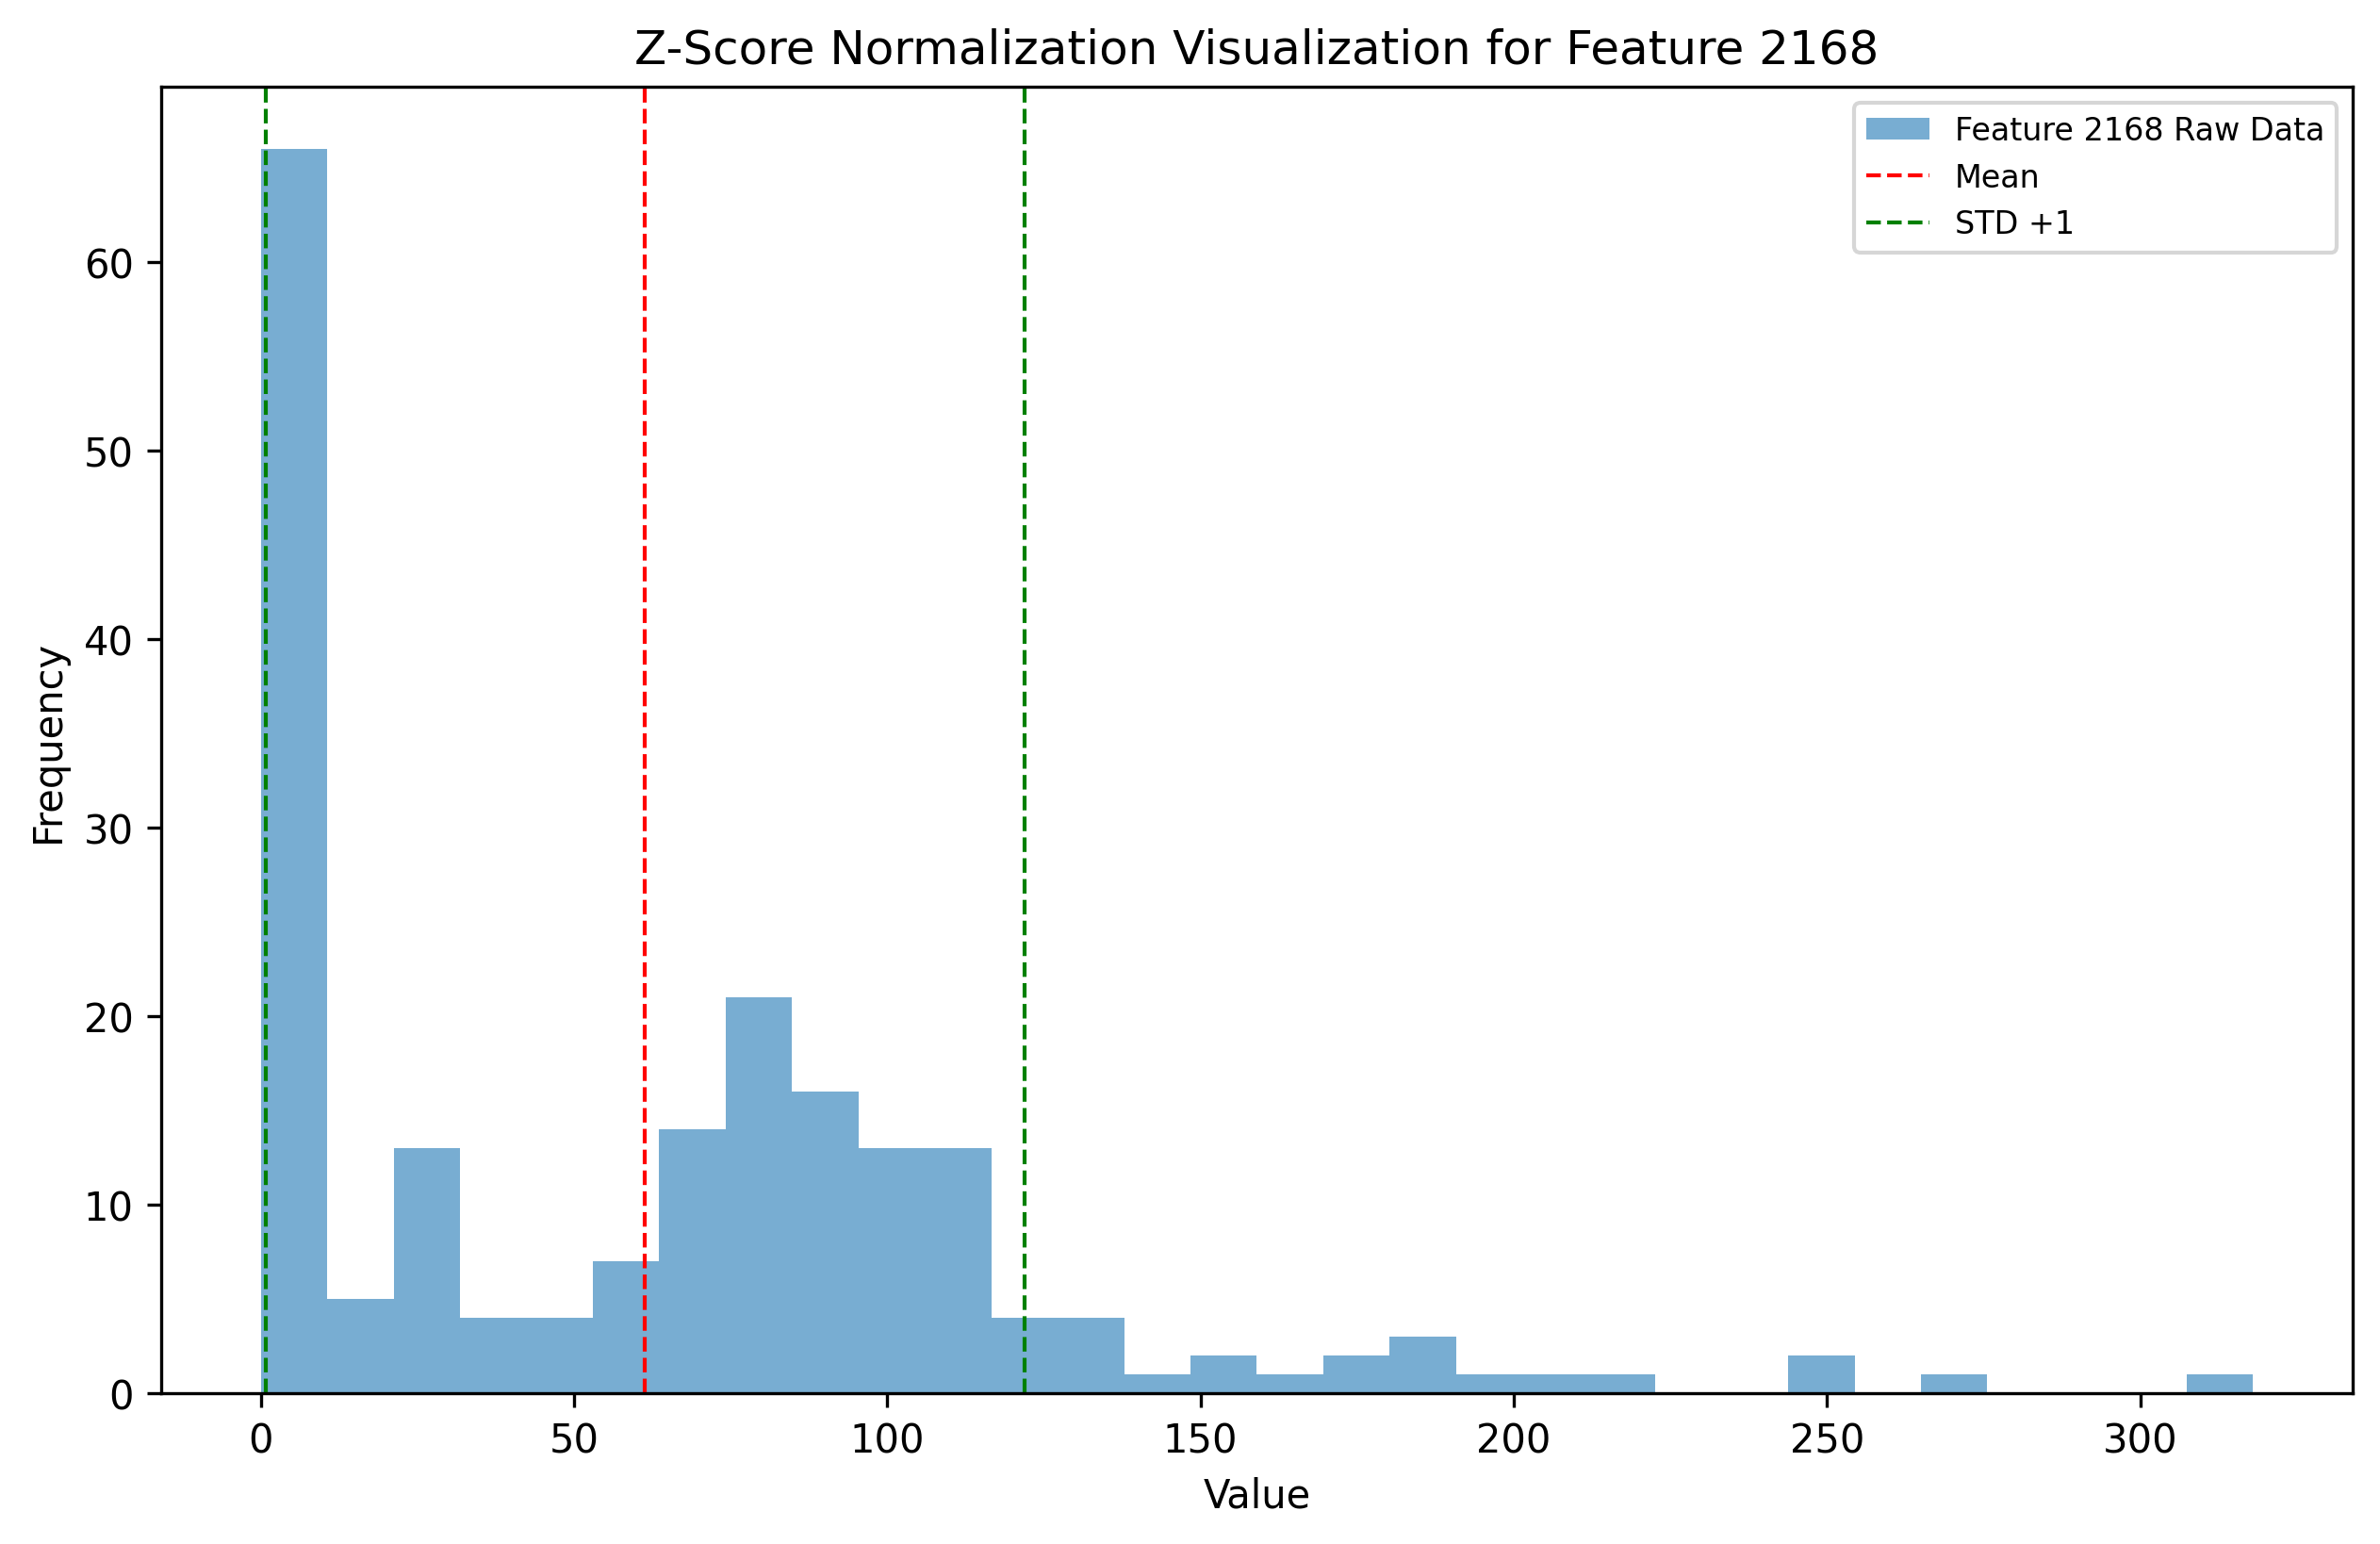 Z-Score Normalization Visualization for Feature 2168
Feature 2168 Raw Data
Mean
STD +1
60
50
40
30
20
10
0
Frequency
0 50 100 150 200 250 300
Value